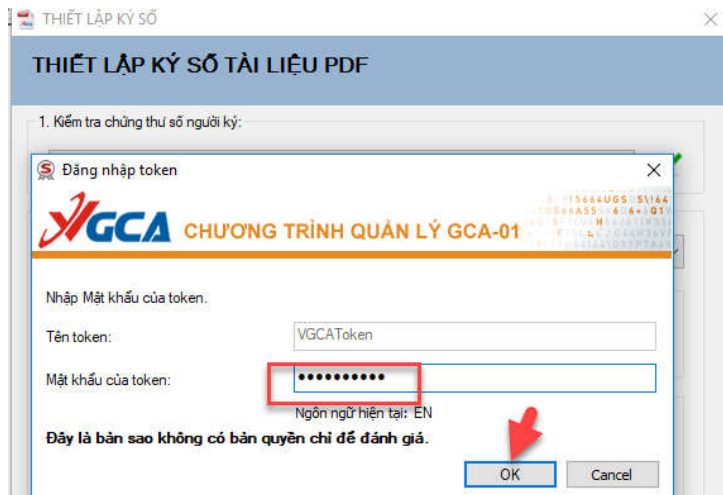 THIẾT LẬP KÝ SỐ
THIẾT LẬP KÝ SỐ TÀI LIỆU PDF
1. Kiểm tra chứng thư số người ký:
Đăng nhập token
VGCA CHƯƠNG TRÌNH QUẢN LÝ GCA-01
Nhập Mật khẩu của token.
Tên token: VGCAToken
Mật khẩu của token: ••••••••••
Ngôn ngữ hiện tại: EN
Đây là bản sao không có bản quyền chỉ để đánh giá.
OK Cancel